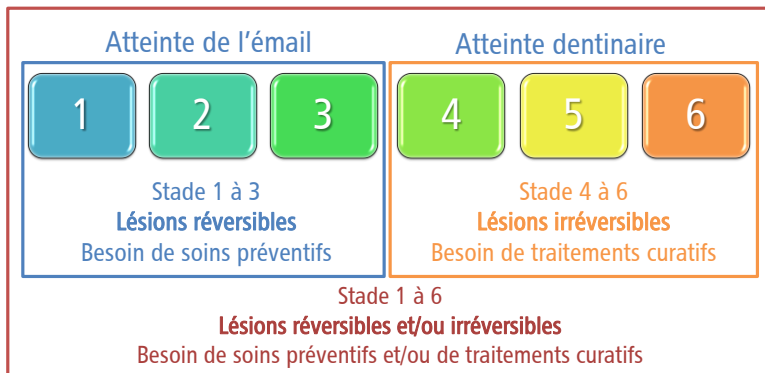 Atteinte de l'émail
Atteinte dentinaire
1 2 3 4 5 6
Stade 1 à 3
Lésions réversibles
Besoin de soins préventifs
Stade 4 à 6
Lésions irréversibles
Besoin de traitements curatifs
Stade 1 à 6
Lésions réversibles et/ou irréversibles
Besoin de soins préventifs et/ou de traitements curatifs